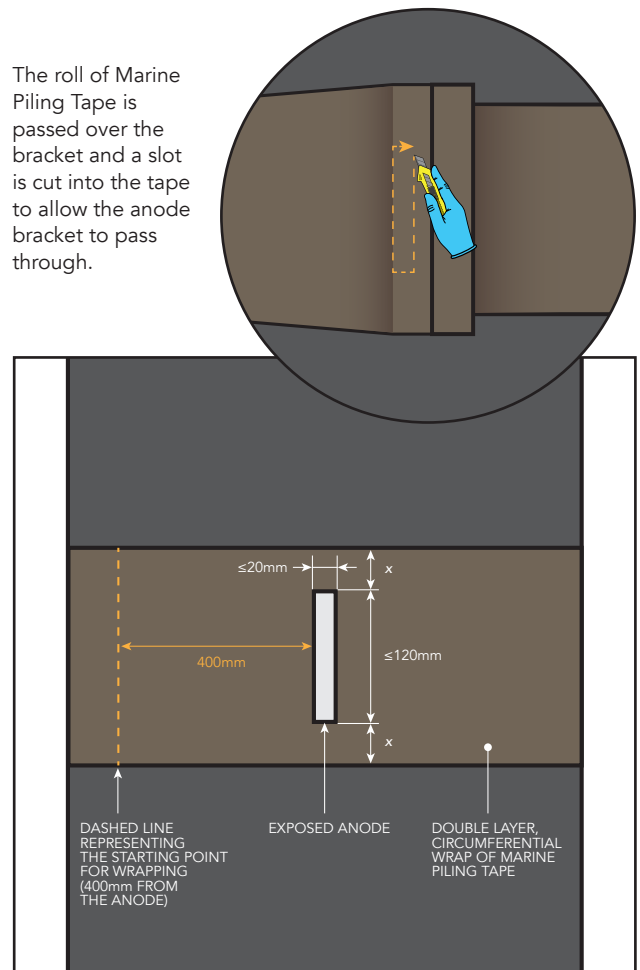 The roll of Marine
Piling Tape is
passed over the
bracket and a slot
is cut into the tape
to allow the anode
bracket to pass
through.
≤20mm
x
400mm
≤120mm
x
DASHED LINE
REPRESENTING
THE STARTING POINT
FOR WRAPPING
(400mm FROM
THE ANODE)
EXPOSED ANODE
DOUBLE LAYER,
CIRCUMFERENTIAL
WRAP OF MARINE
PILING TAPE